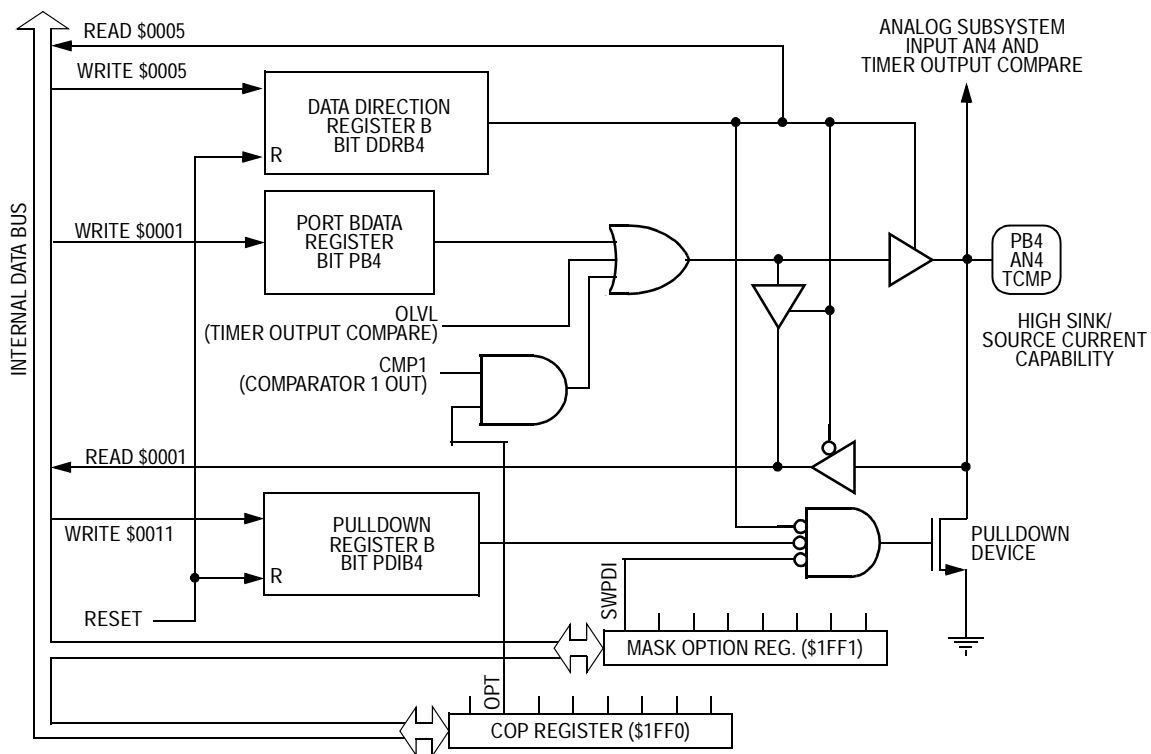 READ $0005
WRITE $0005
DATA DIRECTION
REGISTER B
BIT DDRB4
R
ANALOG SUBSYSTEM
INPUT AN4 AND
TIMER OUTPUT COMPARE
INTERNAL DATA BUS
WRITE $0001
PORT BDATA
REGISTER
BIT PB4
PB4
AN4
TCMP
OLVL
(TIMER OUTPUT COMPARE)
HIGH SINK/
SOURCE CURRENT
CAPABILITY
CMP1
(COMPARATOR 1 OUT)
READ $0001
WRITE $0011
PULLDOWN
REGISTER B
BIT PDIB4
R
PULLDOWN
DEVICE
RESET
SWPDI
MASK OPTION REG. ($1FF1)
OPT
COP REGISTER ($1FF0)